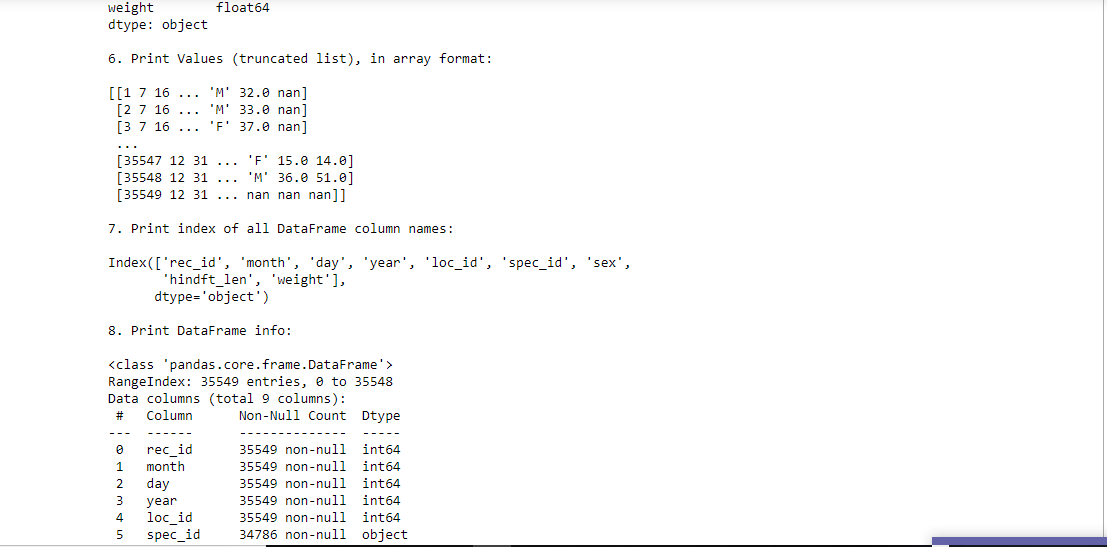 weight        float64
dtype: object
6. Print Values (truncated list), in array format:
[[1 7 16 ... 'M' 32.0 nan]
 [2 7 16 ... 'M' 33.0 nan]
 [3 7 16 ... 'F' 37.0 nan]
 ...
 [35547 12 31 ... 'F' 15.0 14.0]
 [35548 12 31 ... 'M' 36.0 51.0]
 [35549 12 31 ... nan nan nan]]
7. Print index of all DataFrame column names:
Index(['rec_id', 'month', 'day', 'year', 'loc_id', 'spec_id', 'sex',
       'hindft_len', 'weight'],
      dtype='object')
8. Print DataFrame info:
<class 'pandas.core.frame.DataFrame'>
RangeIndex: 35549 entries, 0 to 35548
Data columns (total 9 columns):
 #   Column      Non-Null Count  Dtype
---  ------      --------------  -----
 0   rec_id      35549 non-null  int64
 1   month       35549 non-null  int64
 2   day         35549 non-null  int64
 3   year        35549 non-null  int64
 4   loc_id      35549 non-null  int64
 5   spec_id     34786 non-null  object